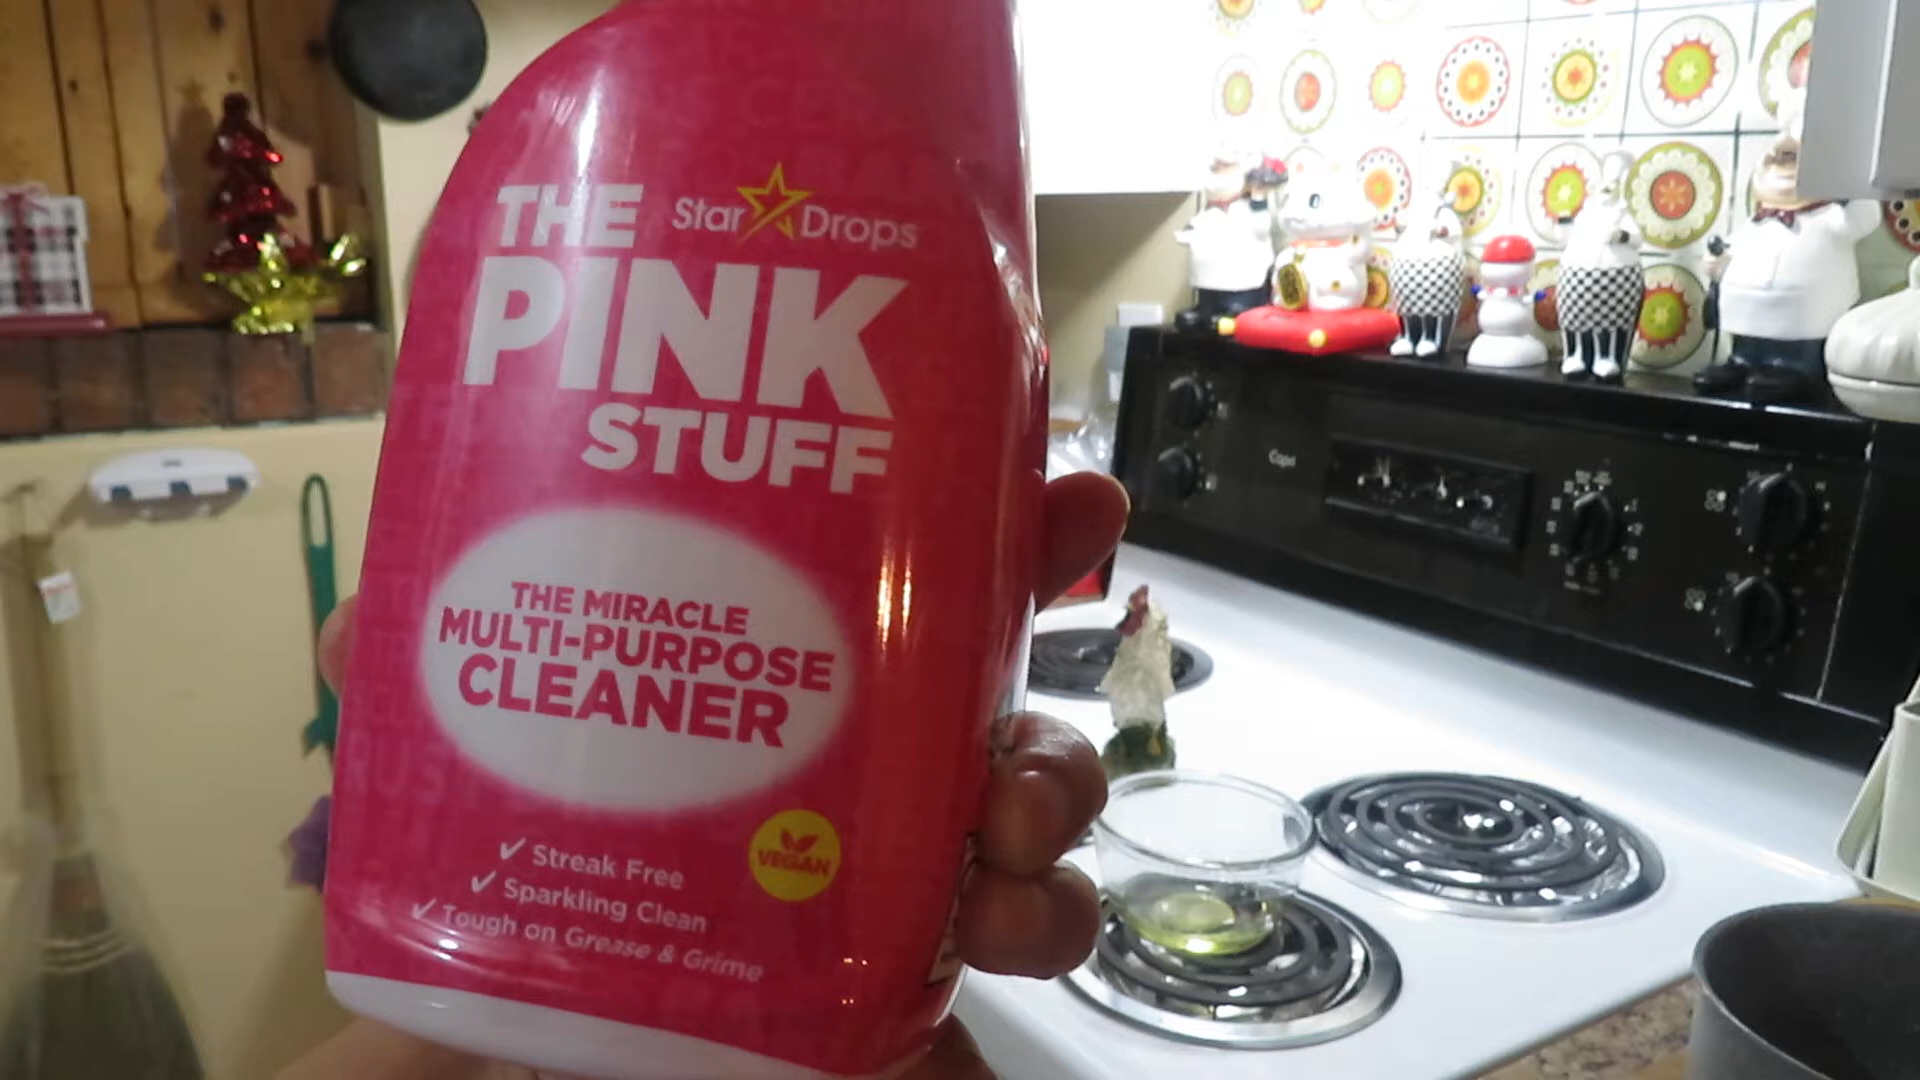 THE
Star Drops
PINK
STUFF
THE MIRACLE
MULTI-PURPOSE
CLEANER
✓ Streak Free
✓ Sparkling Clean
✓ Tough on Grease & Grime
VEGAN
Capri